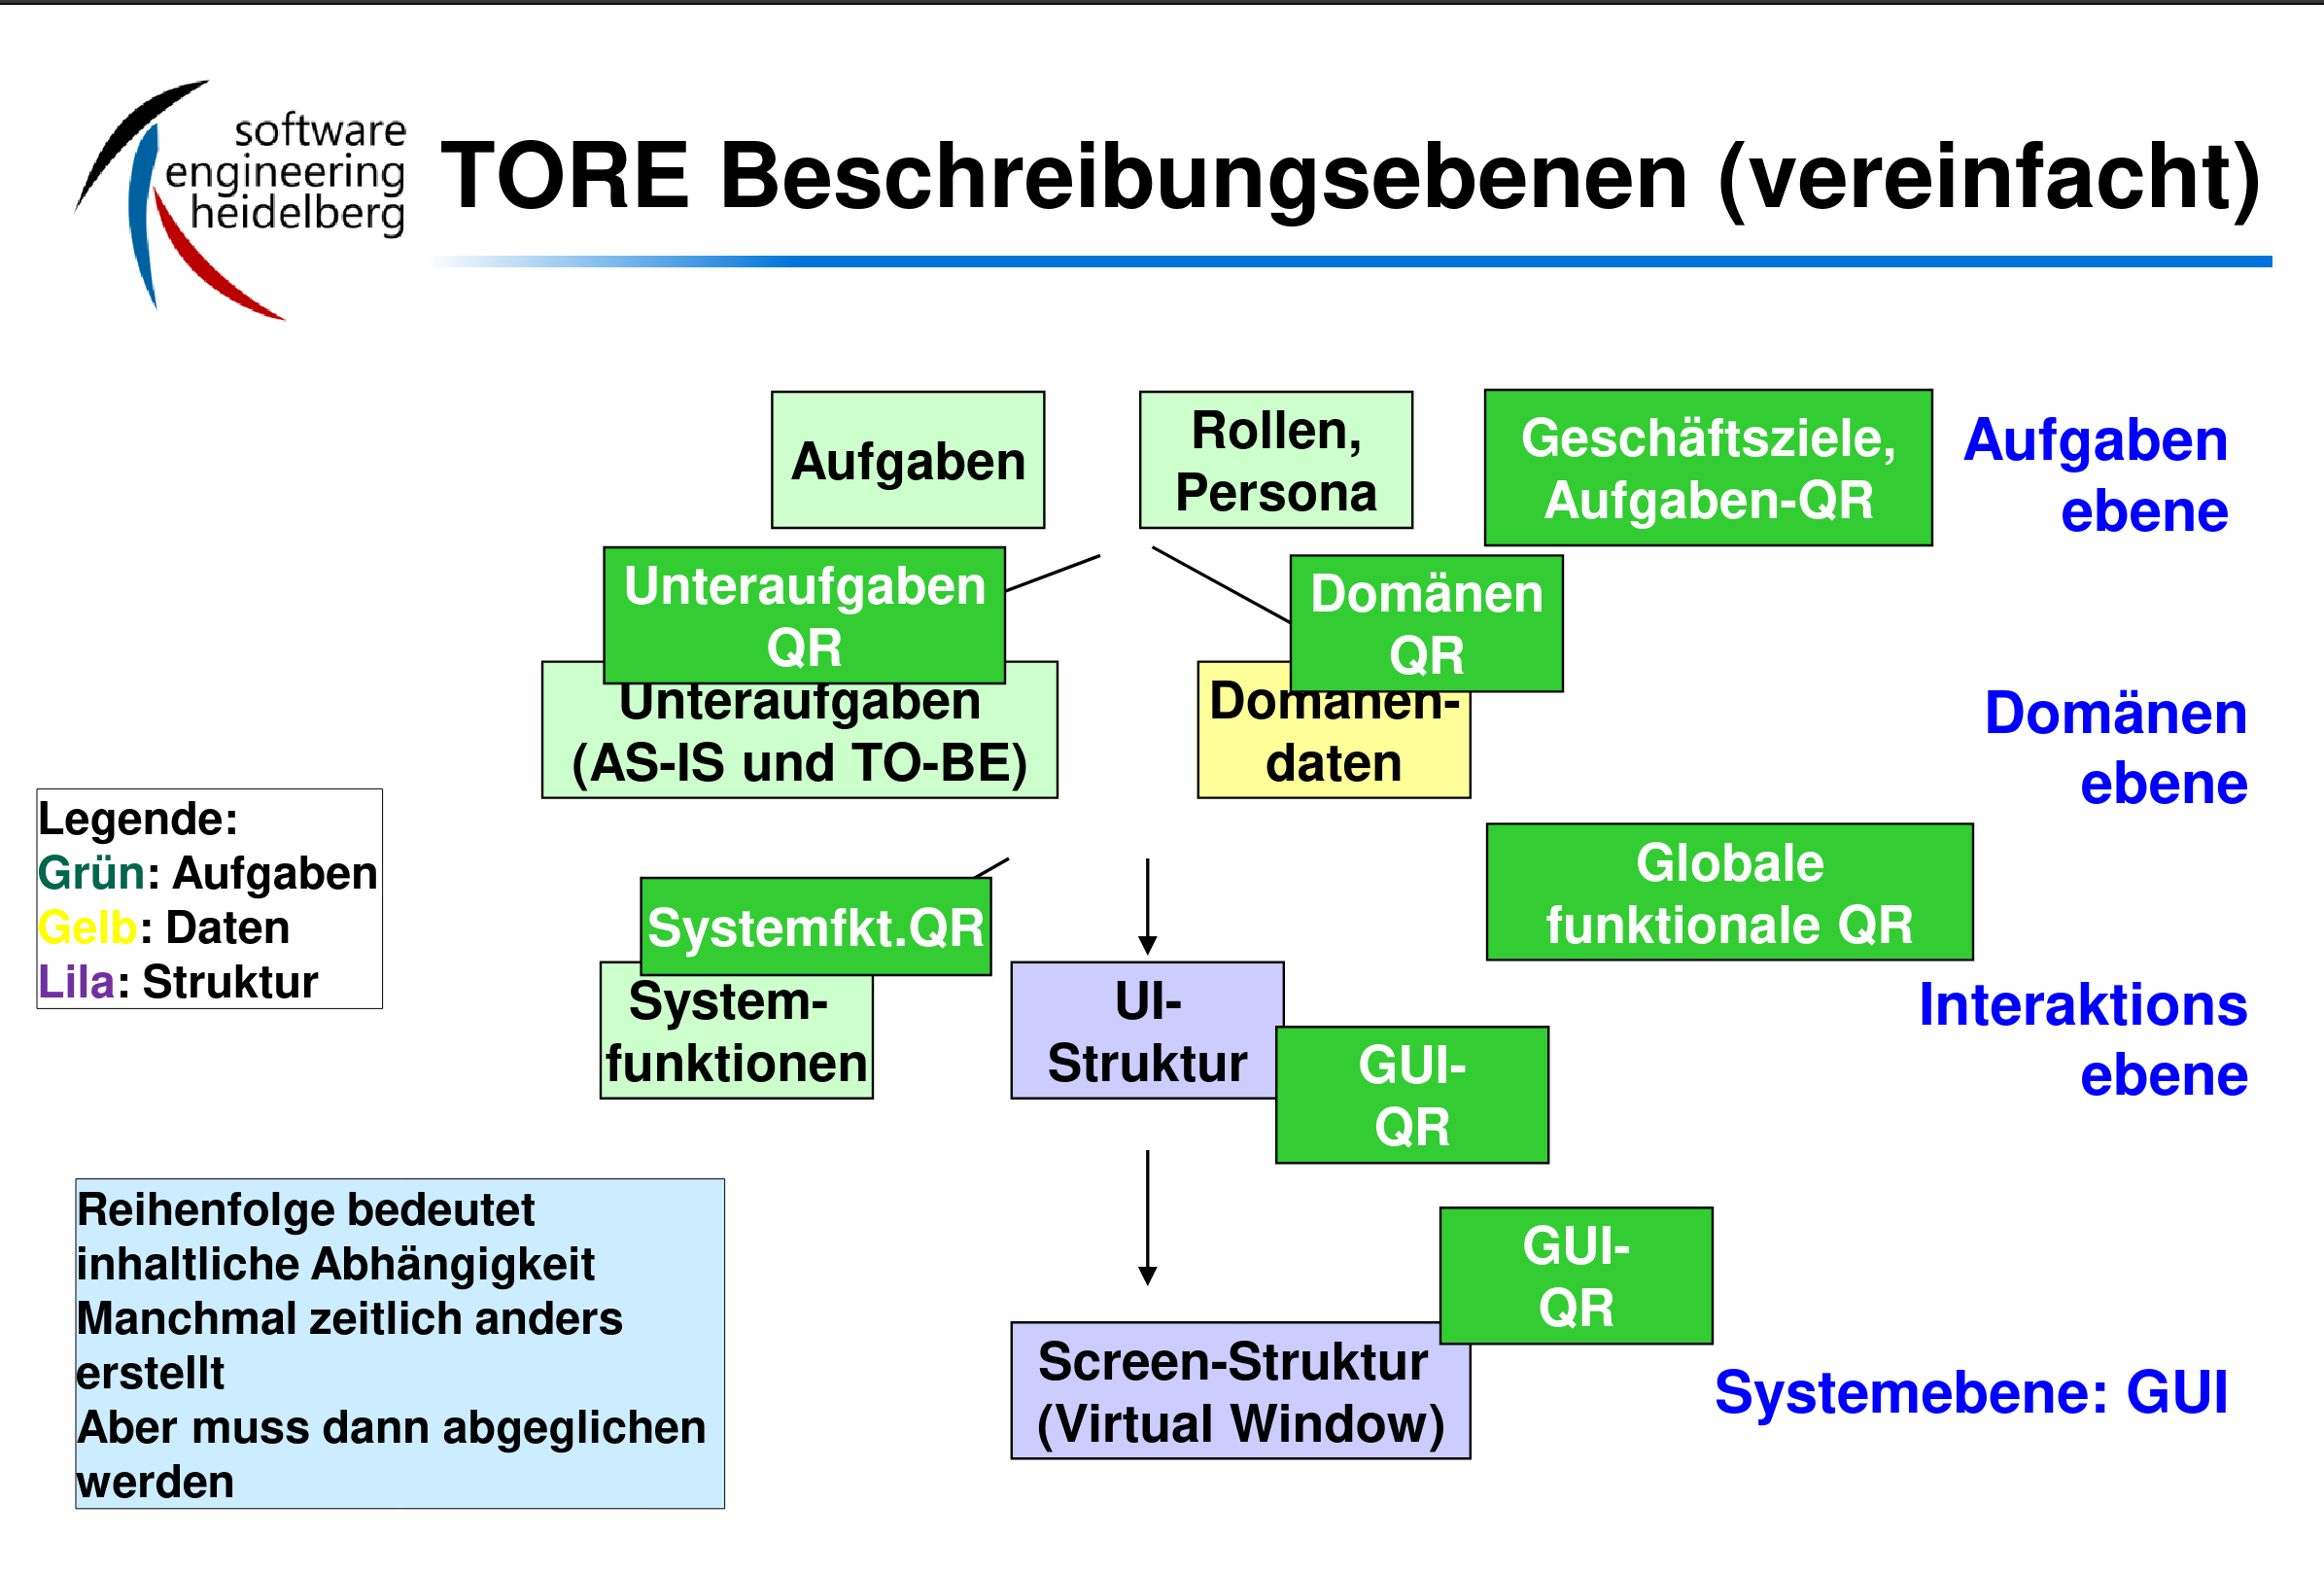 software
engineering
heidelberg
TORE Beschreibungsebenen (vereinfacht)
Aufgaben
Rollen,
Persona
Geschäftsziele,
Aufgaben-QR
Aufgaben
ebene
Unteraufgaben
QR
Domänen
QR
Unteraufgaben
(AS-IS und TO-BE)
Domänen-
daten
Domänen
ebene
Legende:
Grün: Aufgaben
Gelb: Daten
Lila: Struktur
Globale
funktionale QR
Systemfkt.QR
System-
funktionen
UI-
Struktur
GUI-
QR
Interaktions
ebene
Reihenfolge bedeutet
inhaltliche Abhängigkeit
Manchmal zeitlich anders
erstellt
Aber muss dann abgeglichen
werden
GUI-
QR
Screen-Struktur
(Virtual Window)
Systemebene: GUI